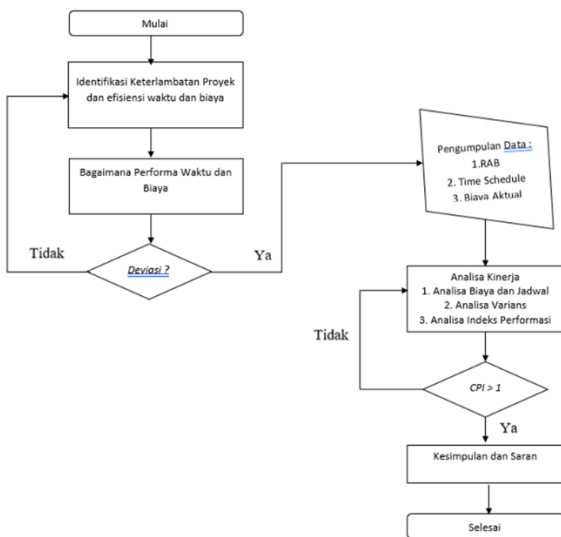 Mulai
Identifikasi Keterlambatan Proyek
dan efisiensi waktu dan biaya
Bagaimana Performa Waktu dan
Biaya
Tidak
Deviasi ?
Ya
Pengumpulan Data :
1.RAB
2. Time Schedule
3. Biaya Aktual
Analisa Kinerja
1. Analisa Biaya dan Jadwal
2. Analisa Varians
3. Analisa Indeks Performasi
Tidak
CPI > 1
Ya
Kesimpulan dan Saran
Selesai